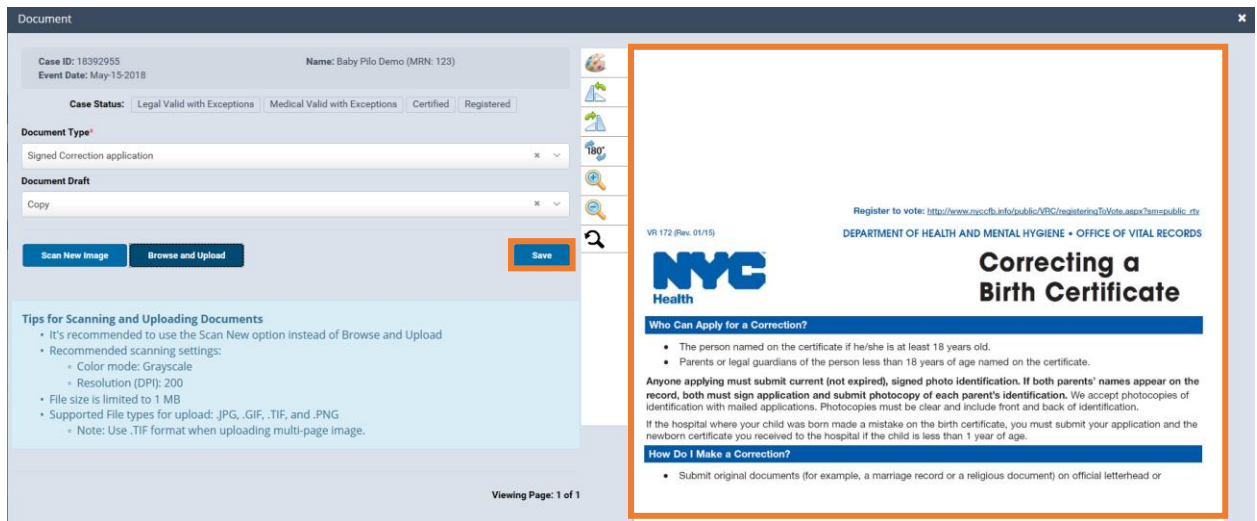 Document
Case ID: 18392955
Name: Baby Pilo Demo (MRN: 123)
Event Date: May-15-2018
Case Status: Legal Valid with Exceptions Medical Valid with Exceptions Certified Registered
Document Type*
Signed Correction application
Document Draft
Copy
Scan New Image Browse and Upload Save
Tips for Scanning and Uploading Documents
• It's recommended to use the Scan New option instead of Browse and Upload
• Recommended scanning settings:
◦ Color mode: Grayscale
◦ Resolution (DPI): 200
• File size is limited to 1 MB
• Supported File types for upload: .JPG, .GIF, .TIF, and .PNG
◦ Note: Use .TIF format when uploading multi-page image.
Viewing Page: 1 of 1
180°
Register to vote: http://www.nyccfb.info/public/VRC/registeringToVote.aspx?sm=public_rtv
VR 172 (Rev. 01/15)
DEPARTMENT OF HEALTH AND MENTAL HYGIENE • OFFICE OF VITAL RECORDS
NYC
Health
Correcting a
Birth Certificate
Who Can Apply for a Correction?
• The person named on the certificate if he/she is at least 18 years old.
• Parents or legal guardians of the person less than 18 years of age named on the certificate.
Anyone applying must submit current (not expired), signed photo identification. If both parents' names appear on the
record, both must sign application and submit photocopy of each parent's identification. We accept photocopies of
identification with mailed applications. Photocopies must be clear and include front and back of identification.
If the hospital where your child was born made a mistake on the birth certificate, you must submit your application and the
newborn certificate you received to the hospital if the child is less than 1 year of age.
How Do I Make a Correction?
• Submit original documents (for example, a marriage record or a religious document) on official letterhead or